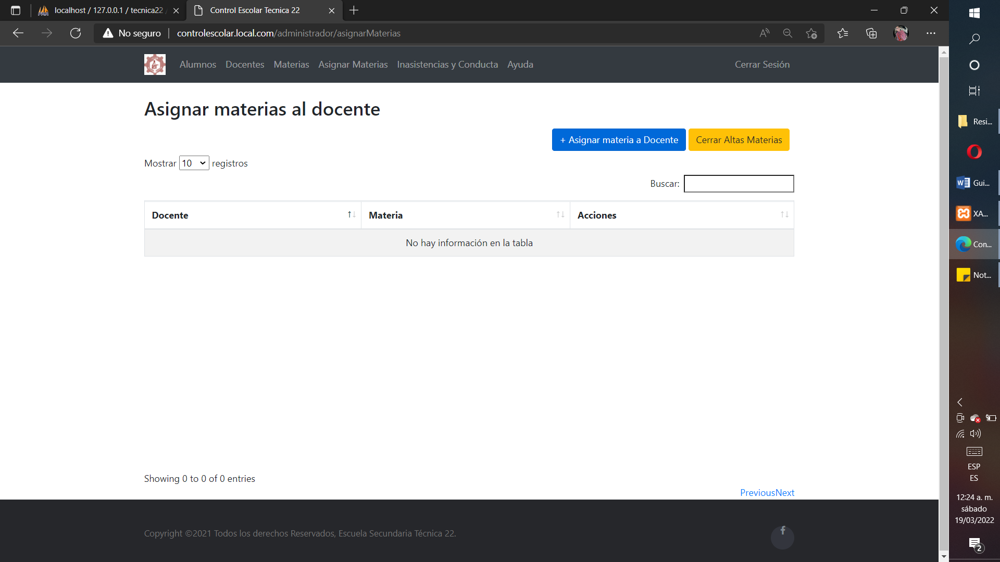 localhost / 127.0.0.1 / tecnica22
Control Escolar Tecnica 22
No seguro
controlescolar.local.com/administrador/asignarMaterias
Alumnos Docentes Materias Asignar Materias Inasistencias y Conducta Ayuda Cerrar Sesión
Asignar materias al docente
+ Asignar materia a Docente
Cerrar Altas Materias
Mostrar 10 registros
Buscar:
Docente Materia Acciones
No hay información en la tabla
Showing 0 to 0 of 0 entries
PreviousNext
Copyright ©2021 Todos los derechos Reservados, Escuela Secundaria Técnica 22.
Resi...
Gui...
XA...
Con...
Not...
ESP
ES
12:24 a. m.
sábado
19/03/2022
2